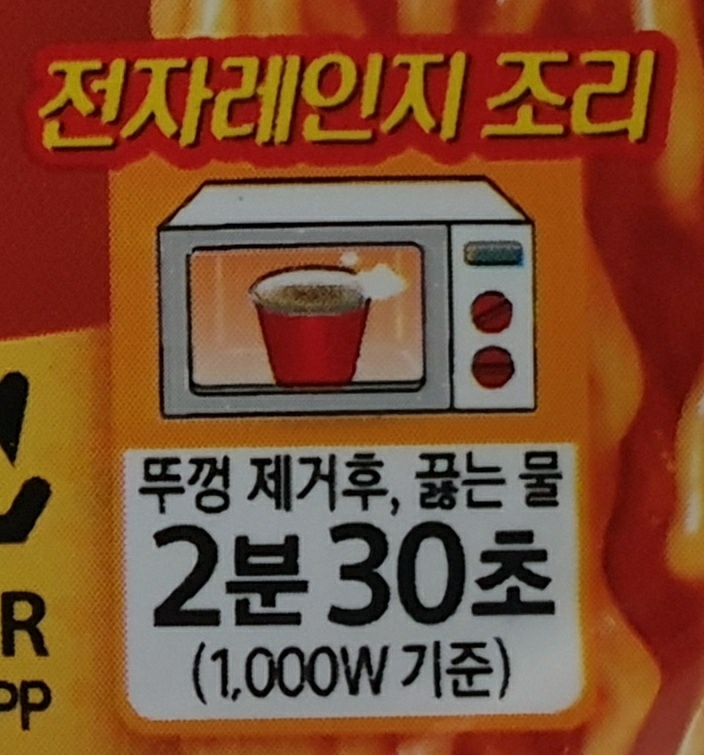 전자레인지 조리
뚜껑 제거후, 끓는 물
2분 30초
(1,000W 기준)
R
PP